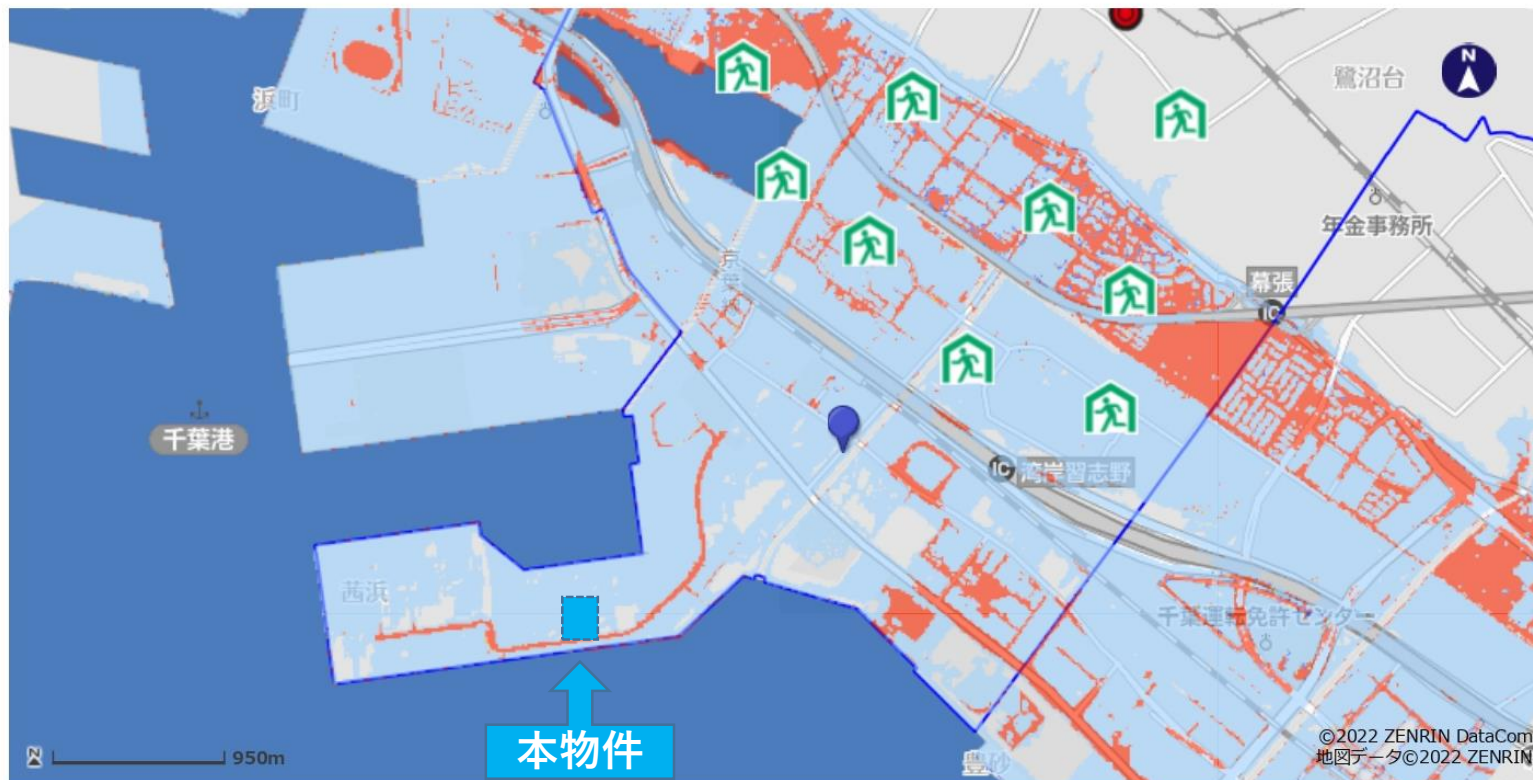 N
鷺沼台
浜町
年金事務所
幕張
IC
京葉
千葉港
IC 湾岸習志野
茜浜
千葉運転免許センター
本物件
豊砂
N 950m
©2022 ZENRIN DataCom
地図データ©2022 ZENRIN